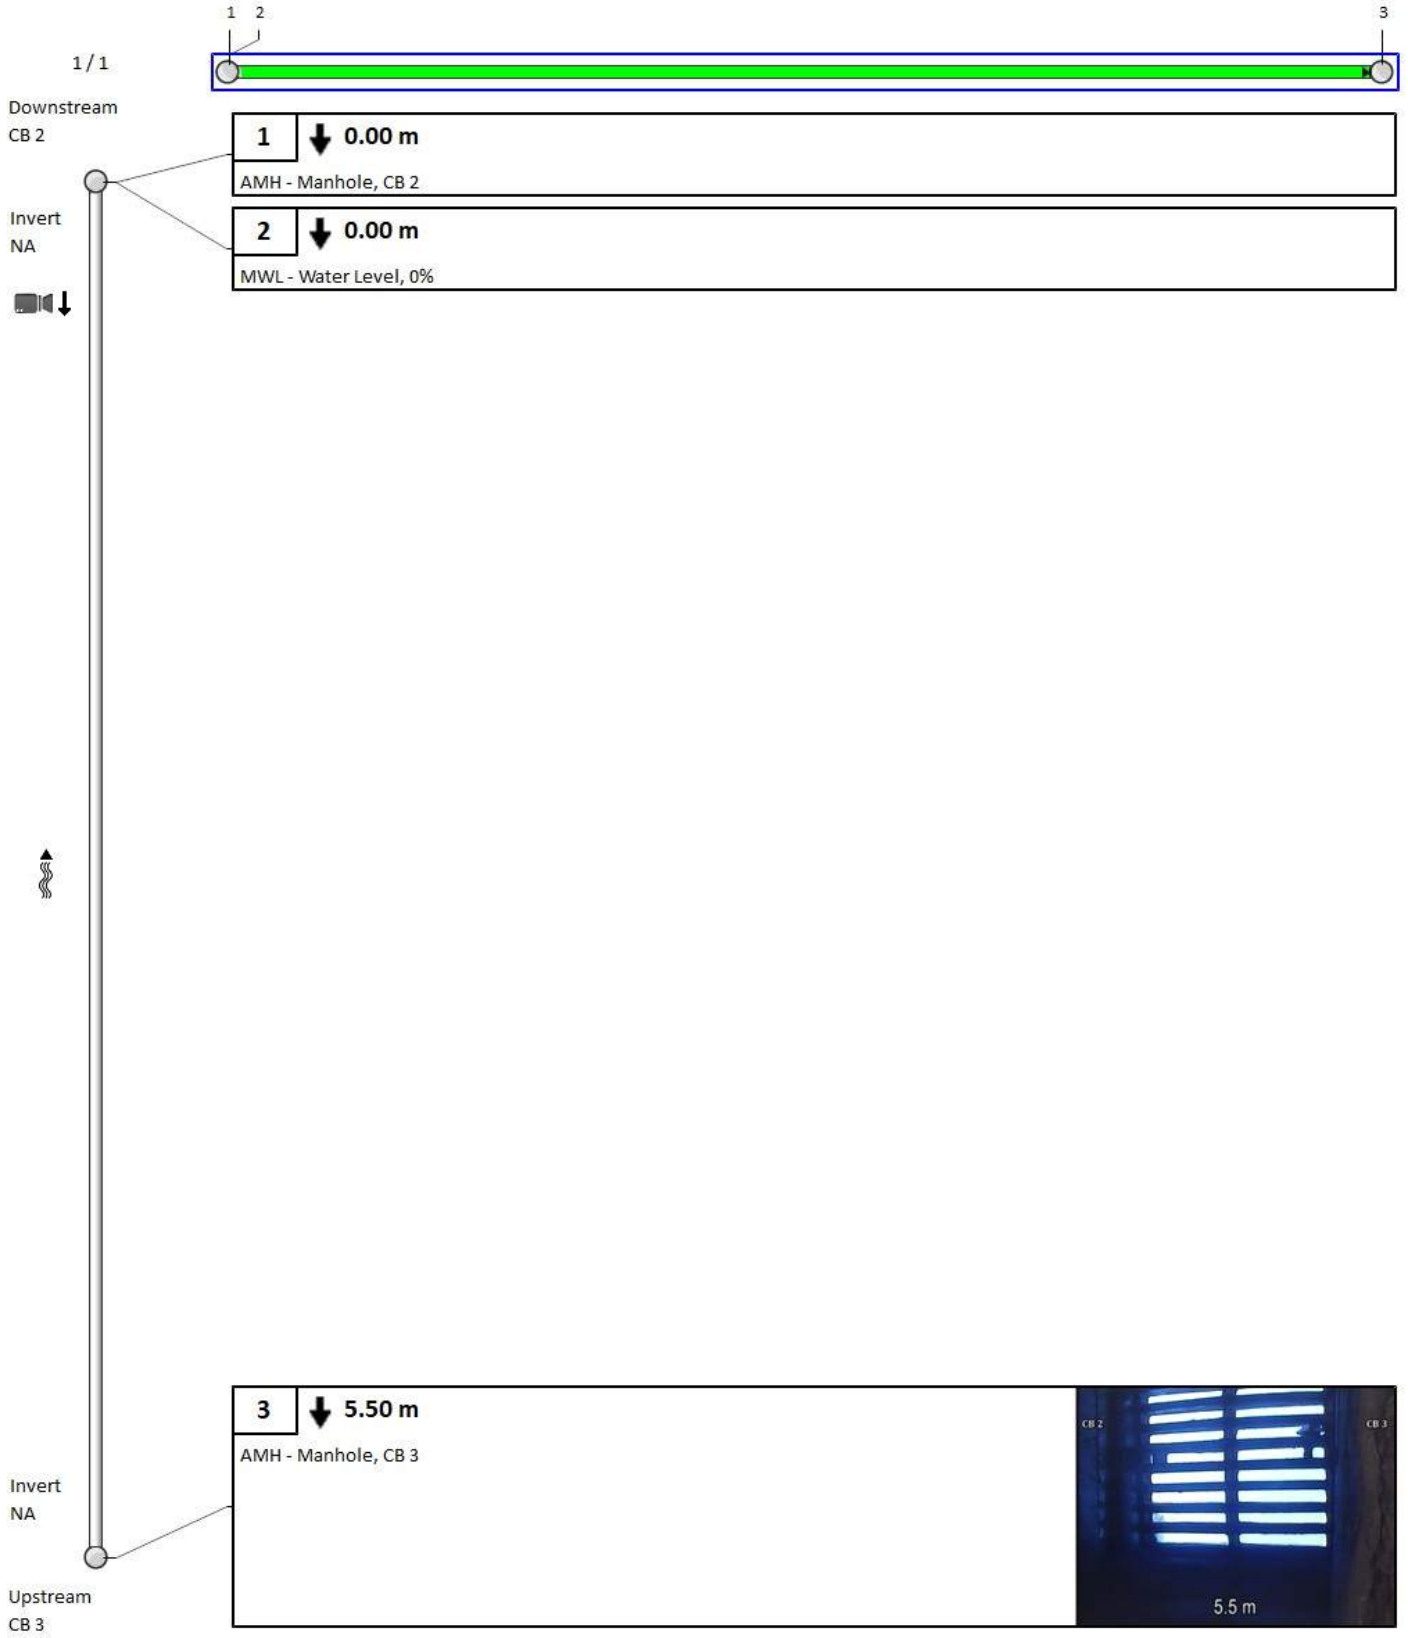 1 2 3
1 / 1
Downstream
CB 2
1 0.00 m
AMH - Manhole, CB 2
Invert
NA
2 0.00 m
MWL - Water Level, 0%
3 5.50 m
AMH - Manhole, CB 3
CB 2 CB 3
5.5 m
Invert
NA
Upstream
CB 3